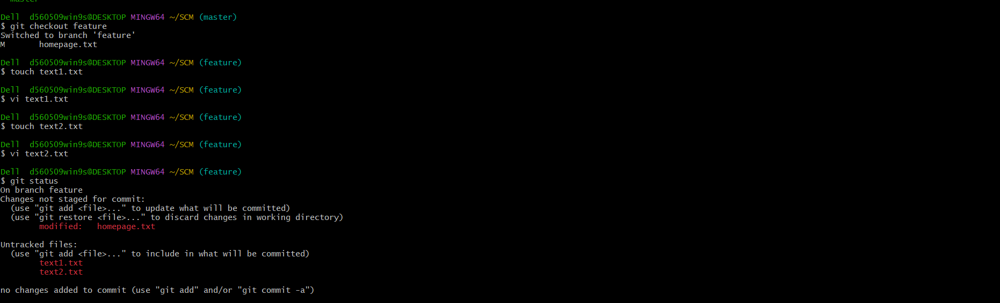 master
Dell  d560509win9s@DESKTOP MINGW64 ~/SCM (master)
$ git checkout feature
Switched to branch 'feature'
M       homepage.txt
Dell  d560509win9s@DESKTOP MINGW64 ~/SCM (feature)
$ touch text1.txt
Dell  d560509win9s@DESKTOP MINGW64 ~/SCM (feature)
$ vi text1.txt
Dell  d560509win9s@DESKTOP MINGW64 ~/SCM (feature)
$ touch text2.txt
Dell  d560509win9s@DESKTOP MINGW64 ~/SCM (feature)
$ vi text2.txt
Dell  d560509win9s@DESKTOP MINGW64 ~/SCM (feature)
$ git status
On branch feature
Changes not staged for commit:
  (use "git add <file>..." to update what will be committed)
  (use "git restore <file>..." to discard changes in working directory)
        modified:   homepage.txt
Untracked files:
  (use "git add <file>..." to include in what will be committed)
        text1.txt
        text2.txt
no changes added to commit (use "git add" and/or "git commit -a")